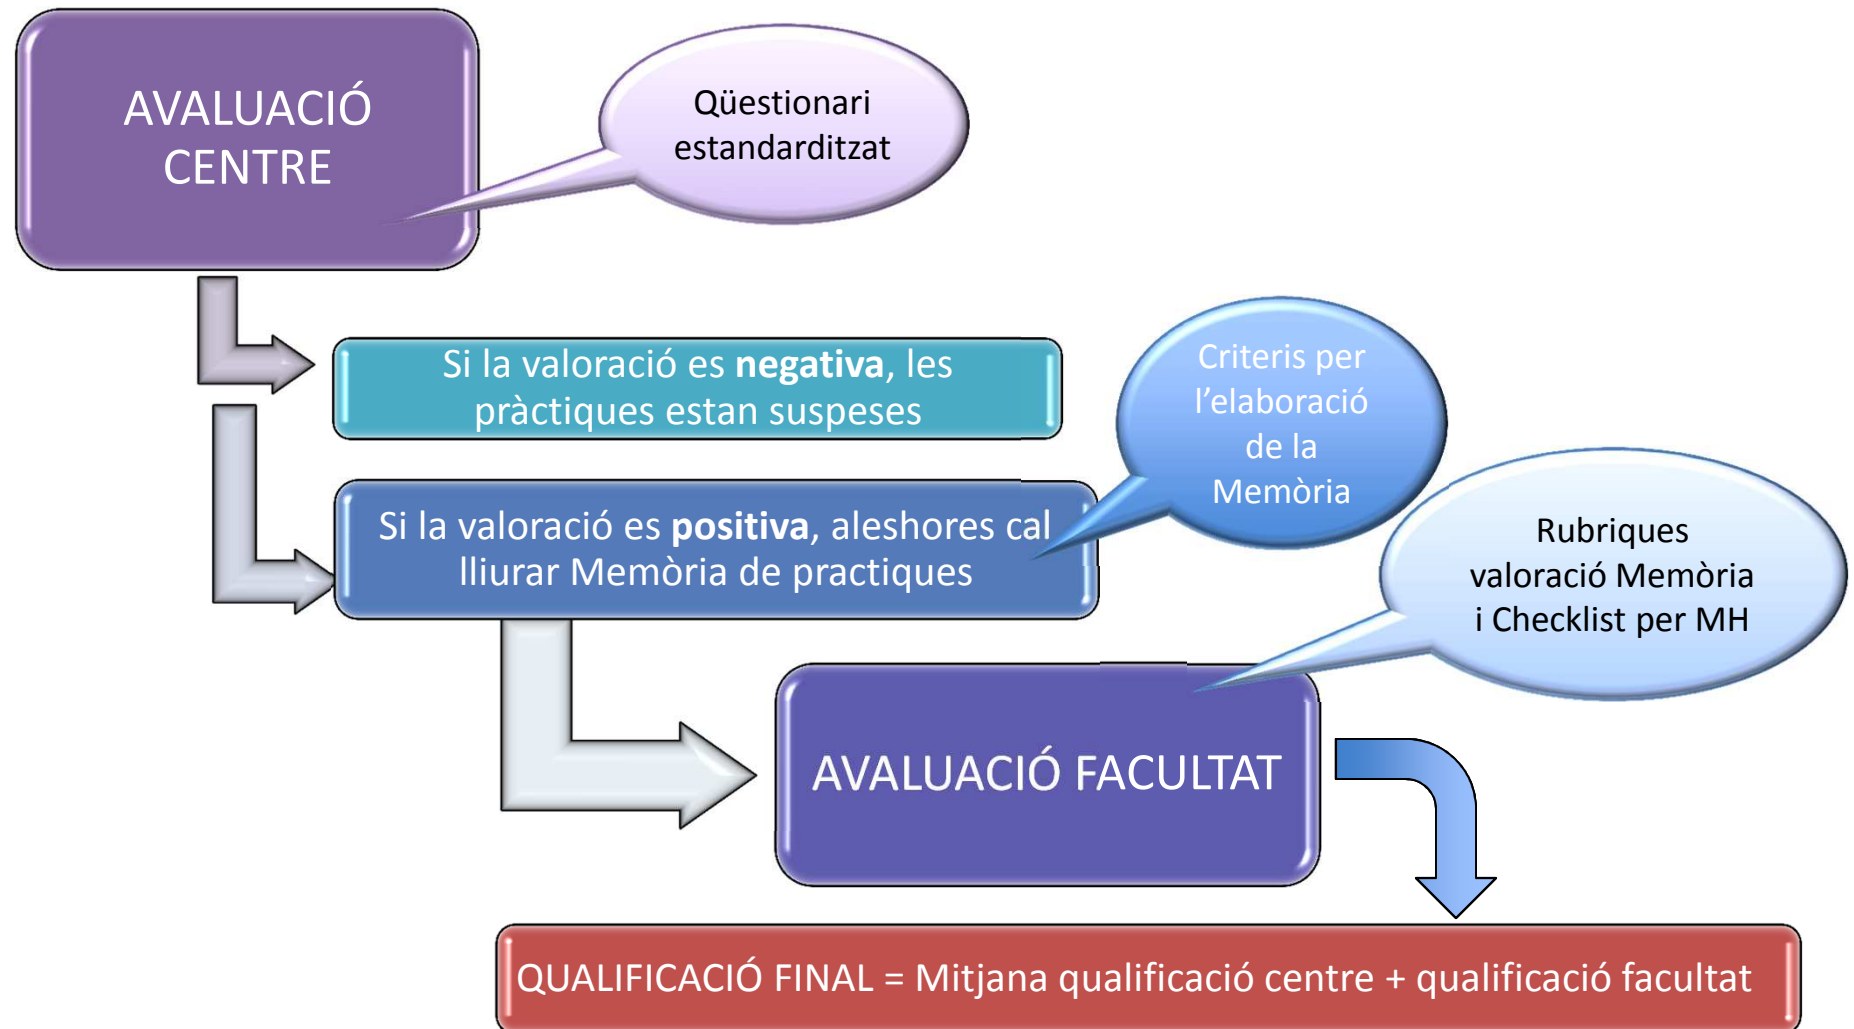 AVALUACIÓ
CENTRE
Qüestionari
estandarditzat
Si la valoració es negativa, les
pràctiques estan suspeses
Criteris per
l’elaboració
de la
Memòria
Si la valoració es positiva, aleshores cal
lliurar Memòria de practiques
Rubriques
valoració Memòria
i Checklist per MH
AVALUACIÓ FACULTAT
QUALIFICACIÓ FINAL = Mitjana qualificació centre + qualificació facultat